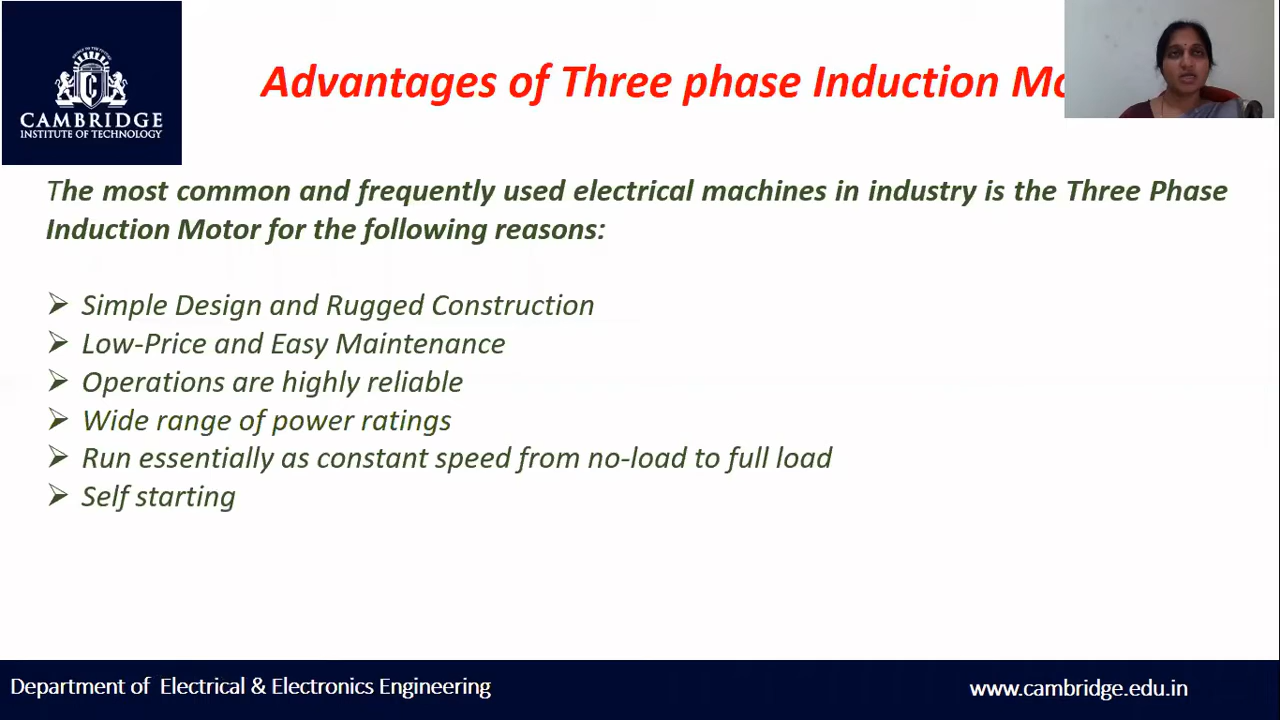 CAMBRIDGE
INSTITUTE OF TECHNOLOGY
Advantages of Three phase Induction
The most common and frequently used electrical machines in industry is the Three Phase
Induction Motor for the following reasons:
➢ Simple Design and Rugged Construction
➢ Low-Price and Easy Maintenance
➢ Operations are highly reliable
➢ Wide range of power ratings
➢ Run essentially as constant speed from no-load to full load
➢ Self starting
Department of Electrical & Electronics Engineering
www.cambridge.edu.in